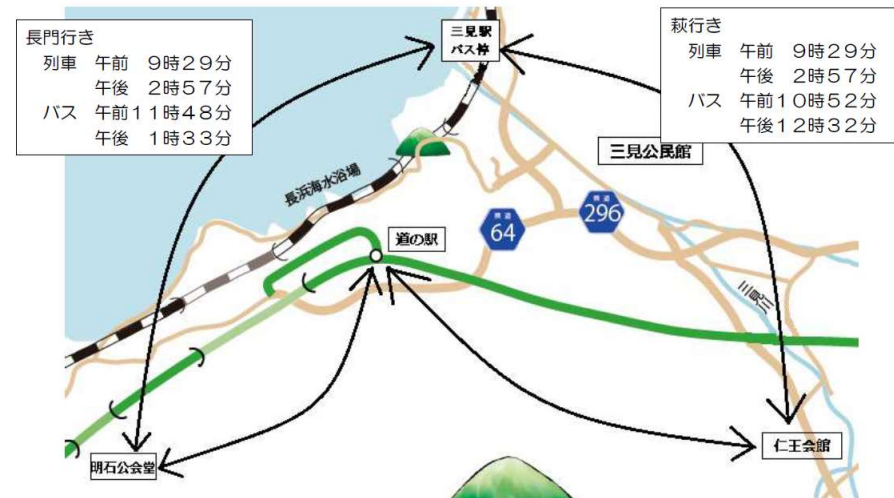 長門行き
列車 午前 9時29分
午後 2時57分
バス 午前11時48分
午後 1時33分
三見駅
バス停
萩行き
列車 午前 9時29分
午後 2時57分
バス 午前10時52分
午後12時32分
三見公民館
長浜海水浴場
県道
64
県道
296
道の駅
三見川
明石公会堂
仁王会館